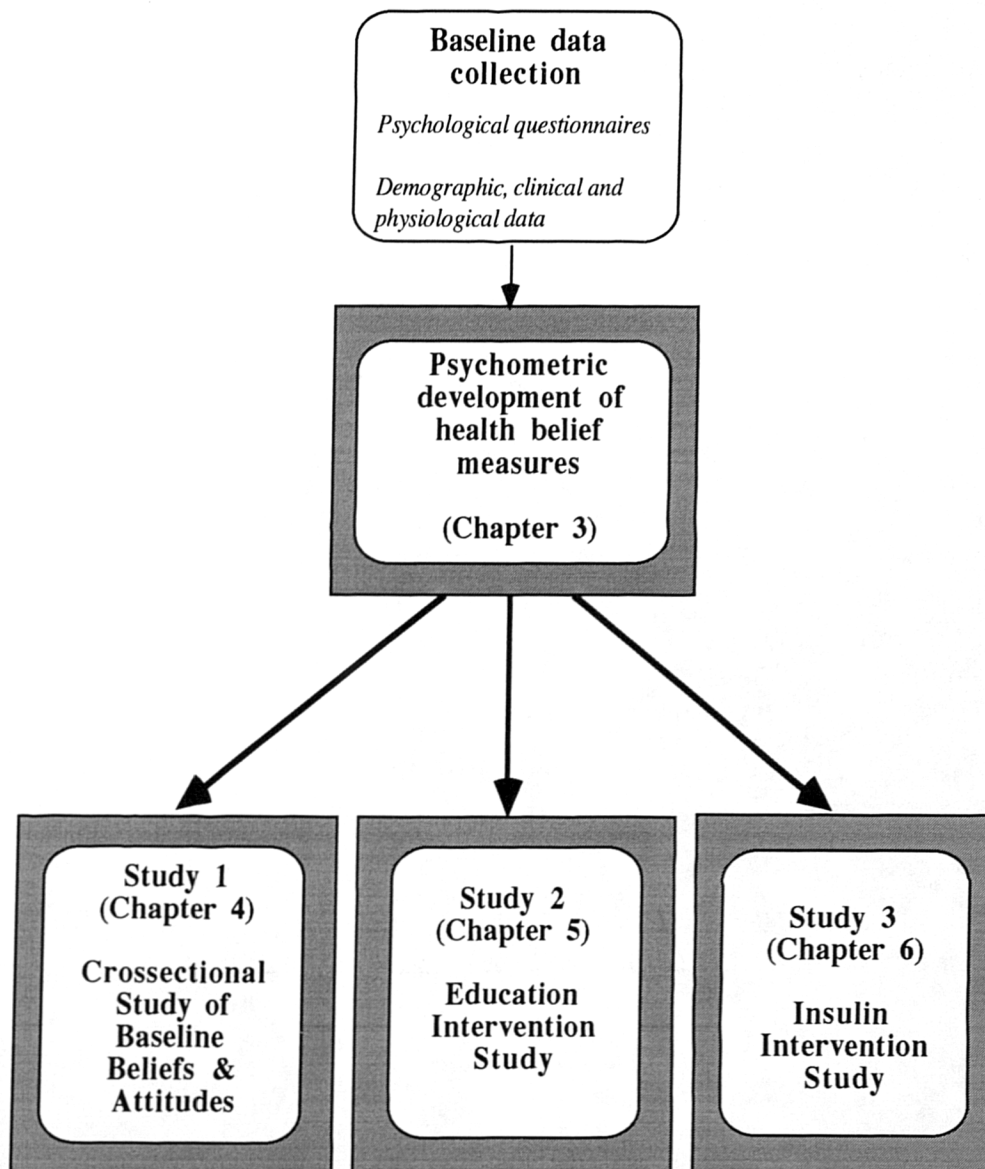 Baseline data
collection
Psychological questionnaires
Demographic, clinical and
physiological data
Psychometric
development of
health belief
measures
(Chapter 3)
Study 1
(Chapter 4)
Crossectional
Study of
Baseline
Beliefs &
Attitudes
Study 2
(Chapter 5)
Education
Intervention
Study
Study 3
(Chapter 6)
Insulin
Intervention
Study